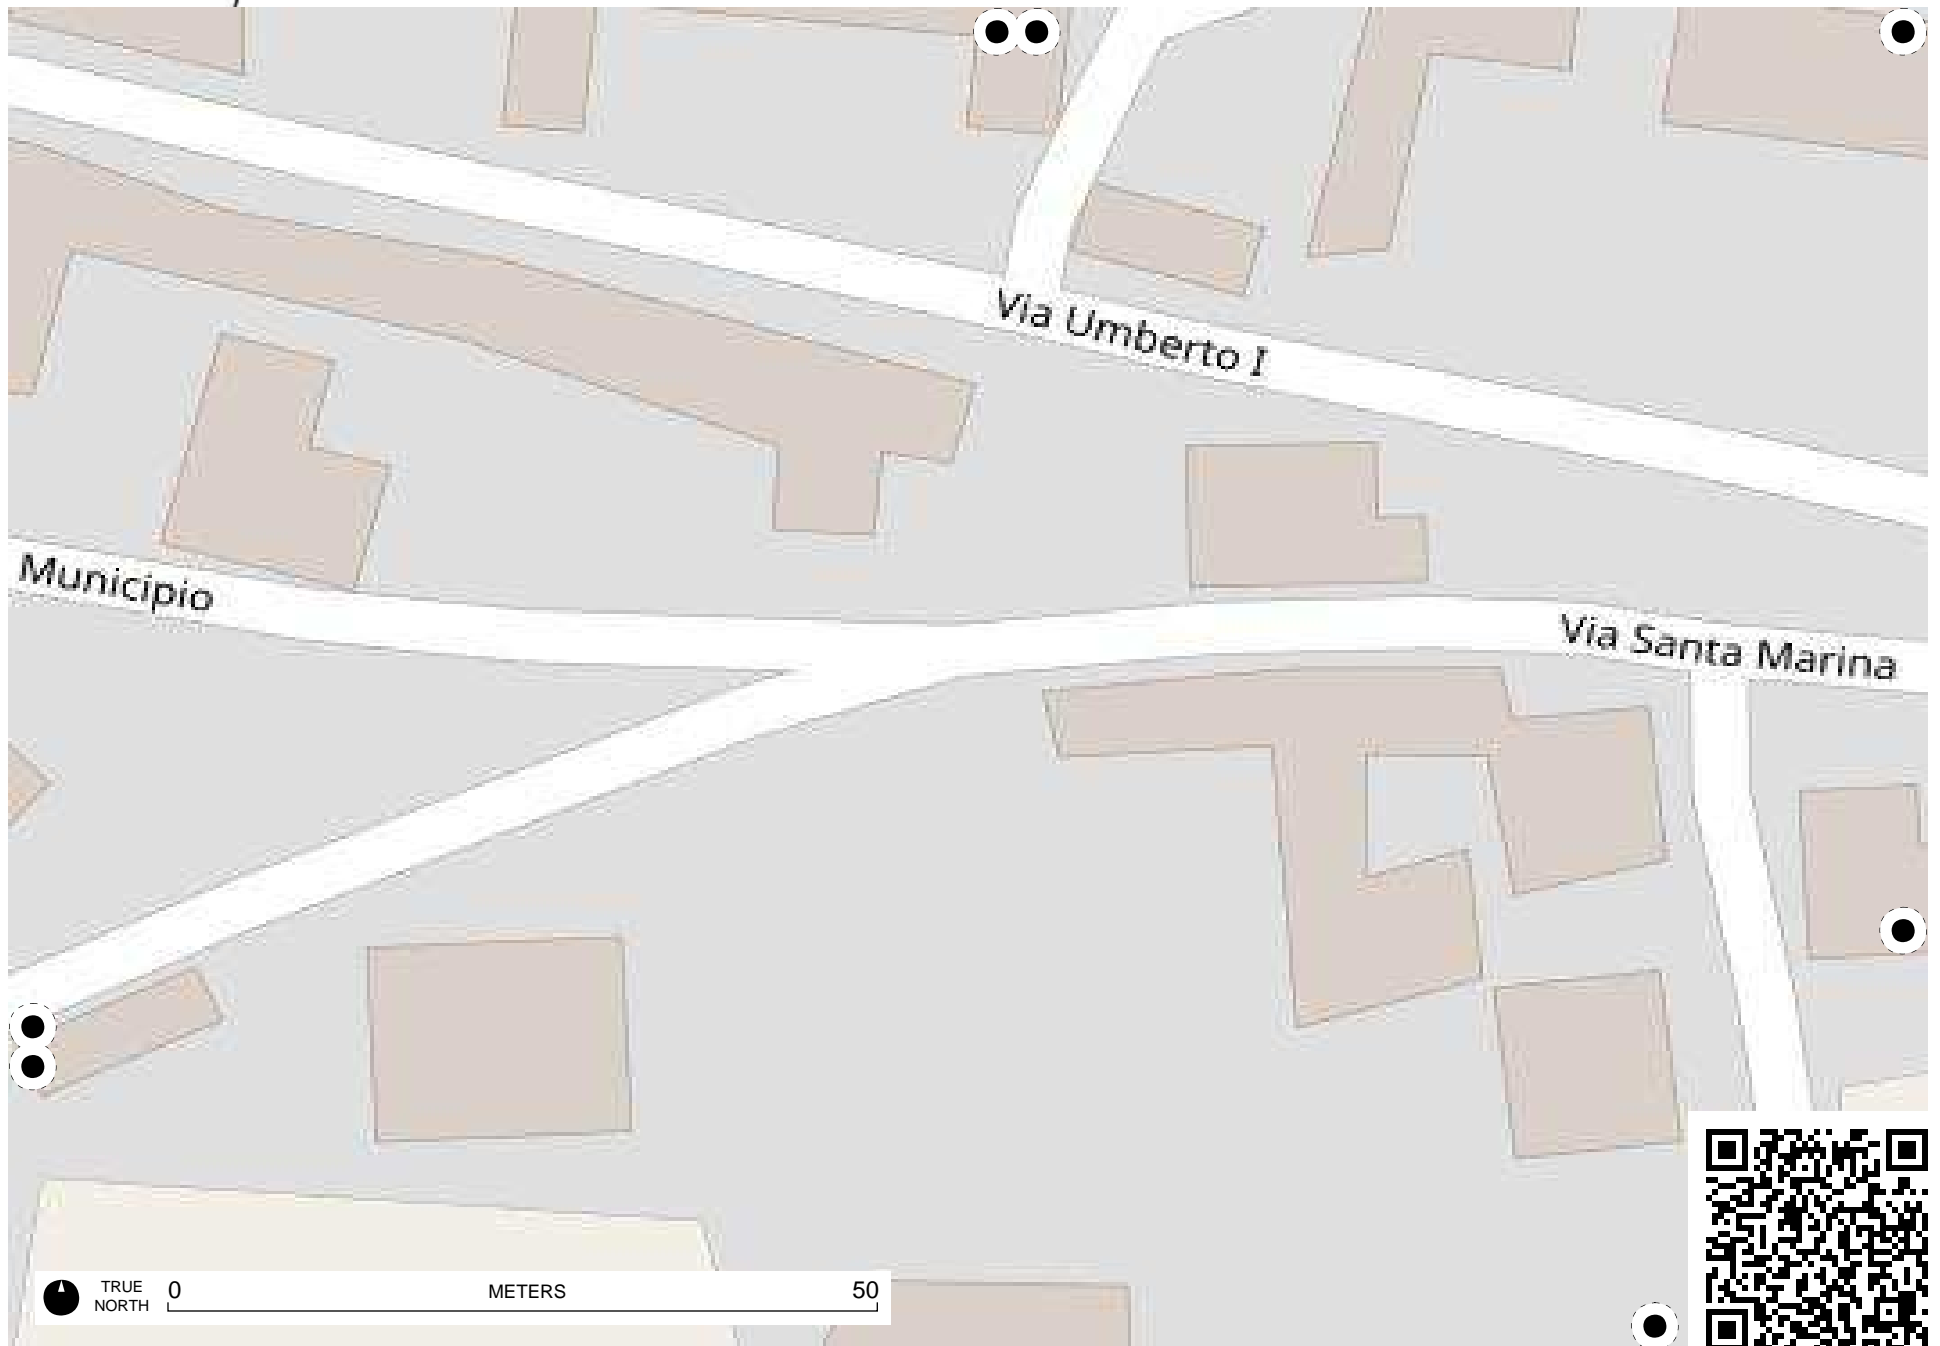 Via Umberto I
Municipio
Via Santa Marina
TRUE
NORTH
0
METERS
50